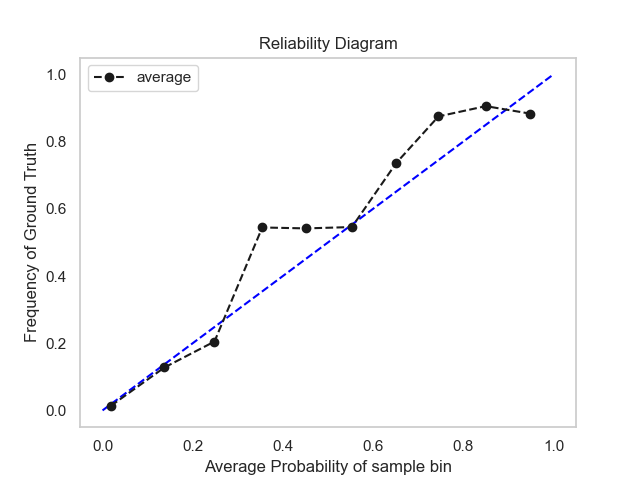 Reliability Diagram
average
1.0
0.8
0.6
0.4
0.2
0.0
Frequency of Ground Truth
0.0 0.2 0.4 0.6 0.8 1.0
Average Probability of sample bin